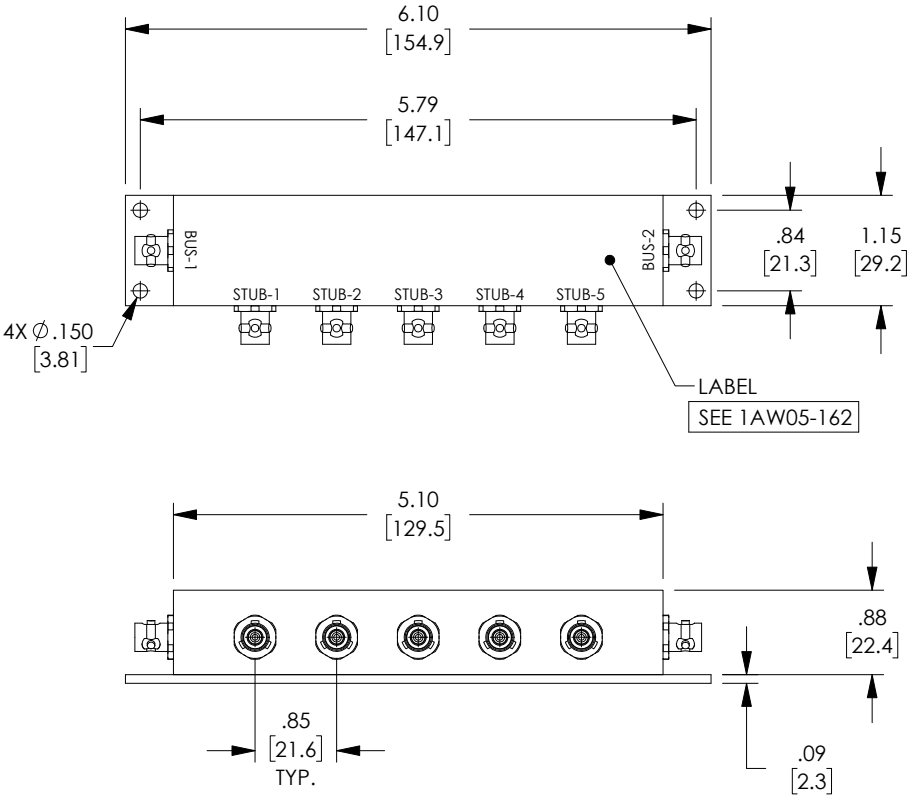 6.10
[154.9]
5.79
[147.1]
BUS-1
BUS-2
.84
[21.3]
1.15
[29.2]
STUB-1 STUB-2 STUB-3 STUB-4 STUB-5
4X Ø .150
[3.81]
LABEL
SEE 1AW05-162
5.10
[129.5]
.88
[22.4]
.85
[21.6]
TYP.
.09
[2.3]